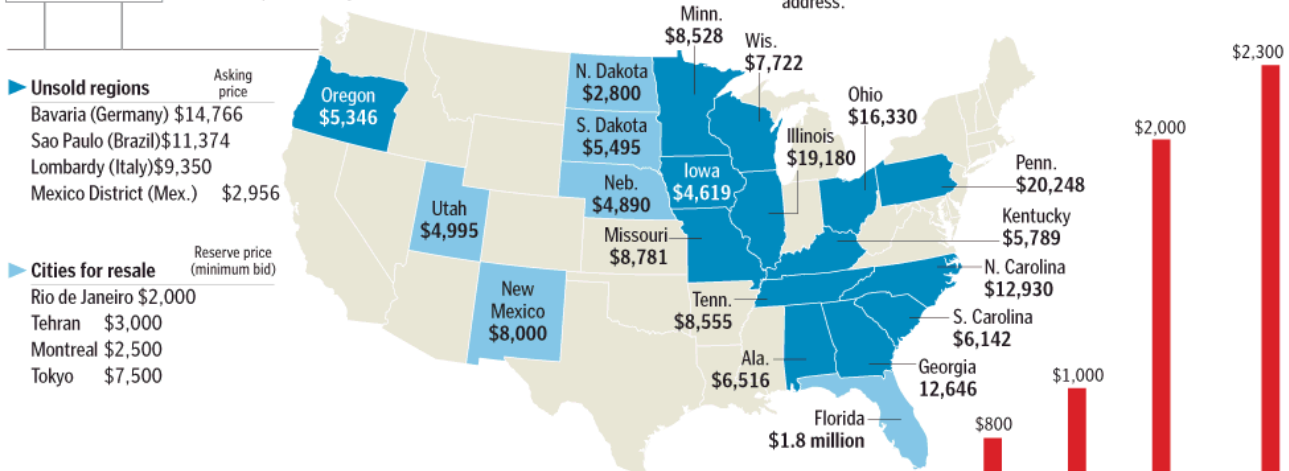 address.
Unsold regions
Asking
price
Bavaria (Germany) $14,766
Sao Paulo (Brazil)$11,374
Lombardy (Italy)$9,350
Mexico District (Mex.) $2,956
Cities for resale
Reserve price
(minimum bid)
Rio de Janeiro $2,000
Tehran $3,000
Montreal $2,500
Tokyo $7,500
Oregon
$5,346
Utah
$4,995
New
Mexico
$8,000
N. Dakota
$2,800
S. Dakota
$5,495
Neb.
$4,890
Minn.
$8,528
Wis.
$7,722
Iowa
$4,619
Illinois
$19,180
Ohio
$16,330
Missouri
$8,781
Penn.
$20,248
Kentucky
$5,789
N. Carolina
$12,930
Tenn.
$8,555
S. Carolina
$6,142
Ala.
$6,516
Georgia
12,646
Florida
$1.8 million
$800
$1,000
$2,000
$2,300